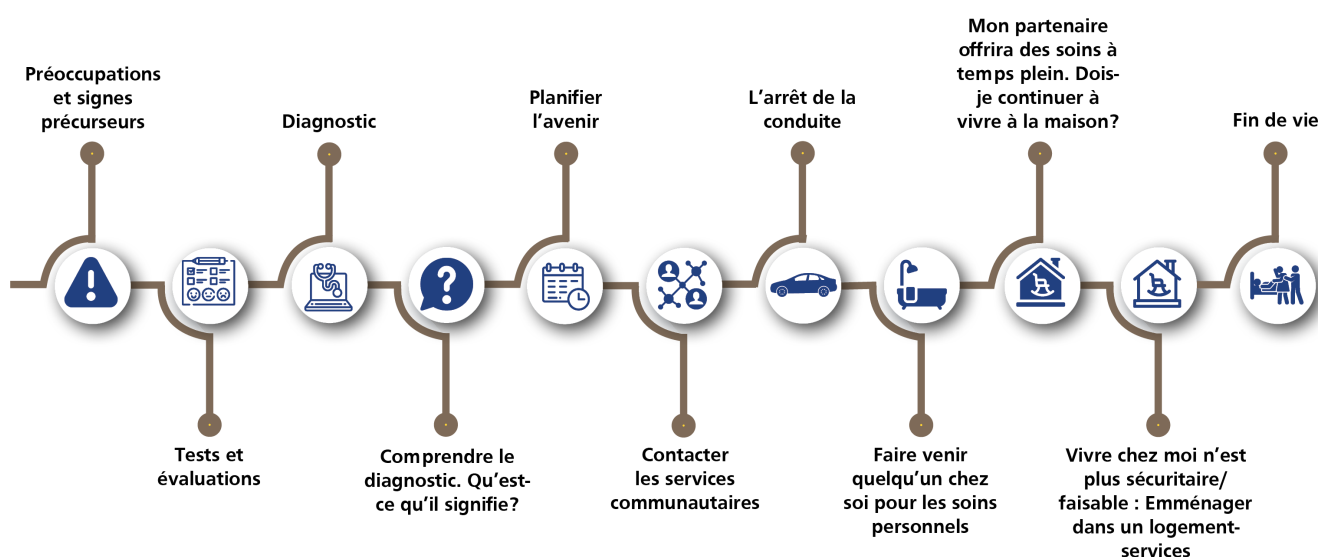 Préoccupations
et signes
précurseurs
Tests et
évaluations
Diagnostic
Comprendre le
diagnostic. Qu’est-
ce qu’il signifie?
Planifier
l’avenir
Contacter
les services
communautaires
L’arrêt de la
conduite
Faire venir
quelqu’un chez
soi pour les soins
personnels
Mon partenaire
offrira des soins à
temps plein. Dois-
je continuer à
vivre à la maison?
Vivre chez moi n’est
plus sécuritaire/
faisable : Emménager
dans un logement-
services
Fin de vie